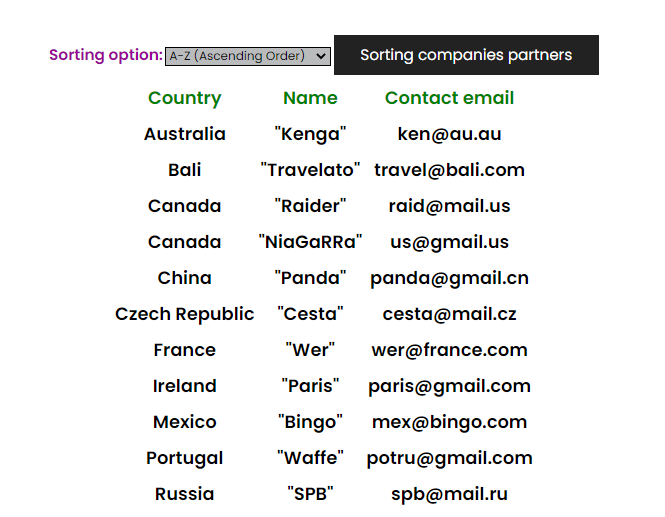 Sorting option: A-Z (Ascending Order) Sorting companies partners
Country Name Contact email
Australia "Kenga" ken@au.au
Bali "Travelato" travel@bali.com
Canada "Raider" raid@mail.us
Canada "NiaGaRRa" us@gmail.us
China "Panda" panda@gmail.cn
Czech Republic "Cesta" cesta@mail.cz
France "Wer" wer@france.com
Ireland "Paris" paris@gmail.com
Mexico "Bingo" mex@bingo.com
Portugal "Waffe" potru@gmail.com
Russia "SPB" spb@mail.ru